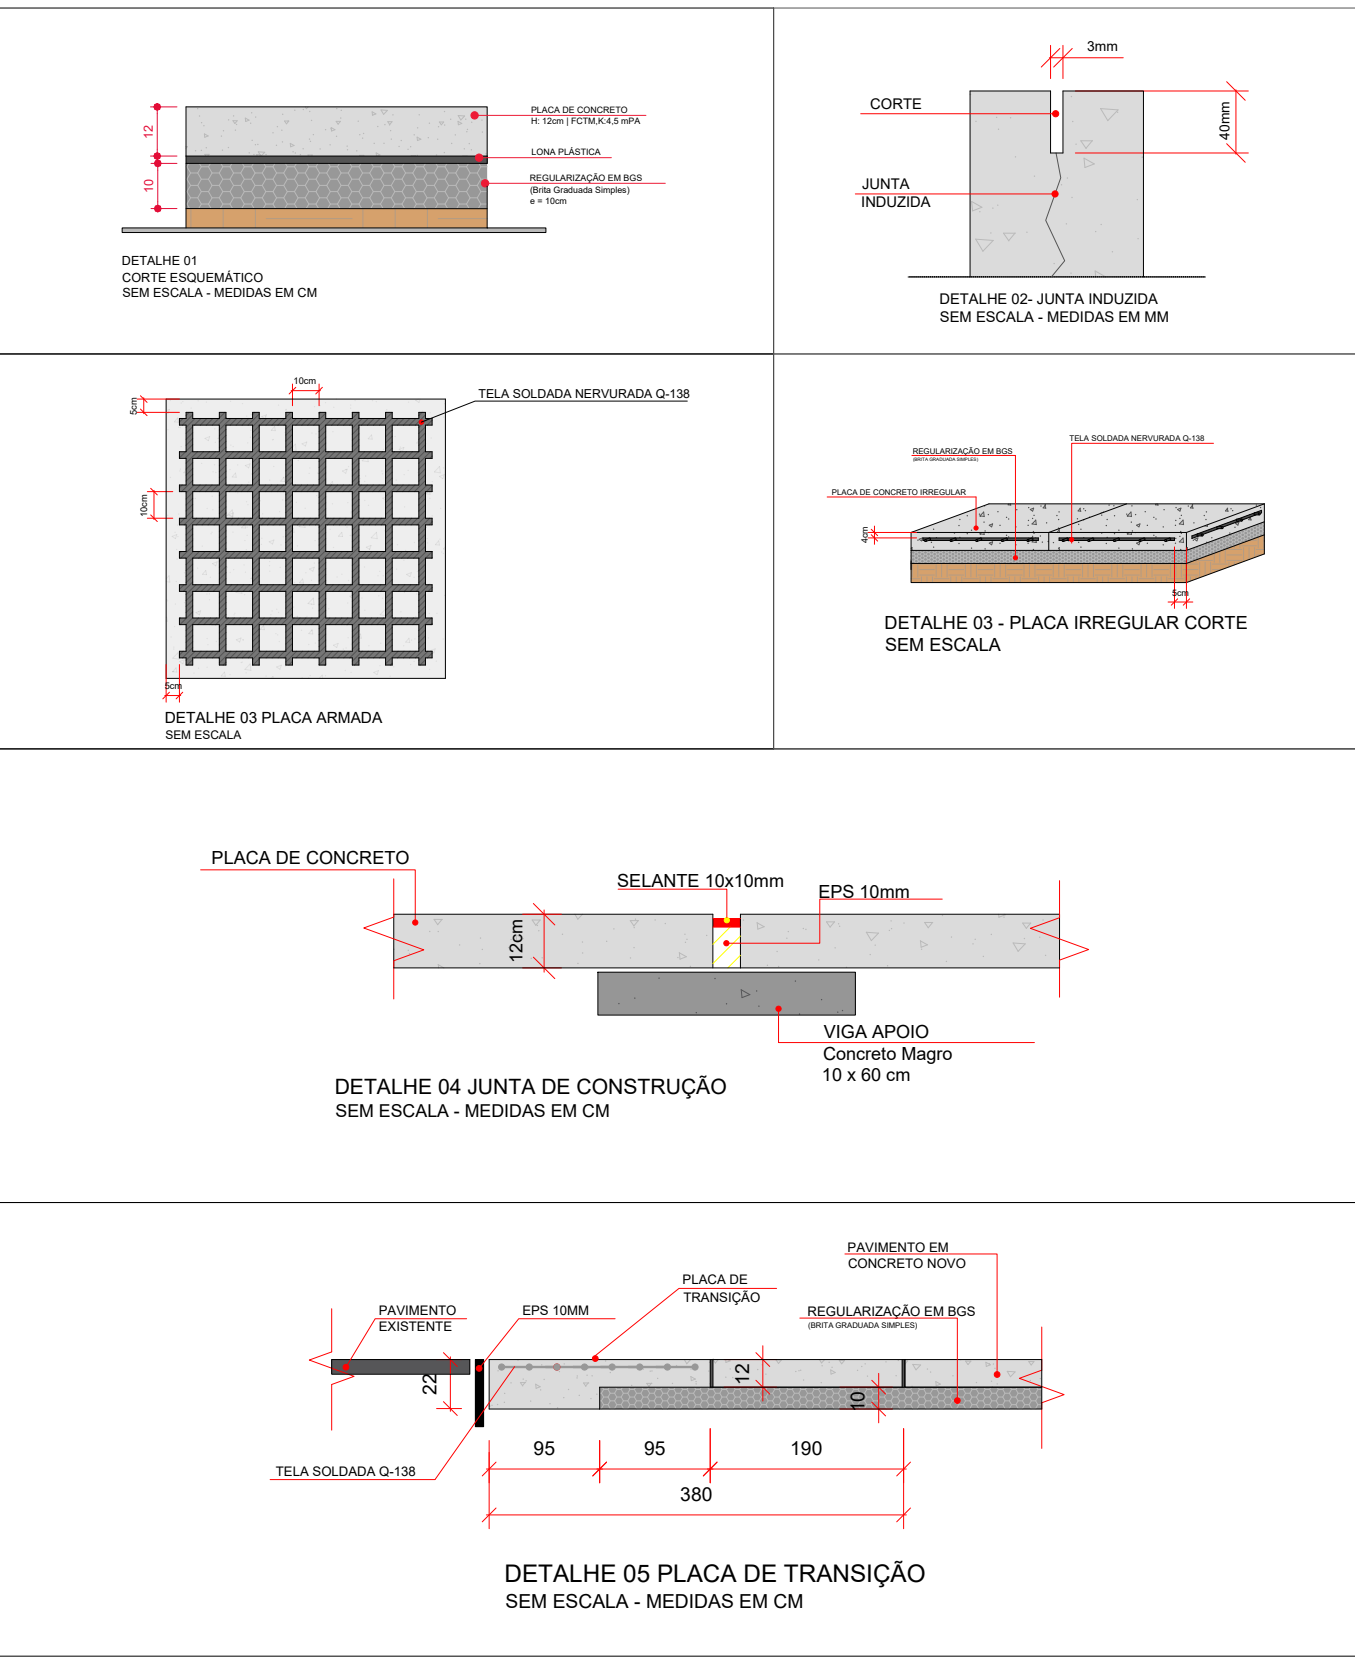 12
10
PLACA DE CONCRETO
H: 12cm | FCTM,K:4,5 mPA
LONA PLÁSTICA
REGULARIZAÇÃO EM BGS
(Brita Graduada Simples)
e = 10cm
DETALHE 01
CORTE ESQUEMÁTICO
SEM ESCALA - MEDIDAS EM CM
3mm
CORTE
40mm
JUNTA
INDUZIDA
DETALHE 02- JUNTA INDUZIDA
SEM ESCALA - MEDIDAS EM MM
10cm
5cm
TELA SOLDADA NERVURADA Q-138
10cm
5cm
DETALHE 03 PLACA ARMADA
SEM ESCALA
TELA SOLDADA NERVURADA Q-138
REGULARIZAÇÃO EM BGS
(BRITA GRADUADA SIMPLES)
PLACA DE CONCRETO IRREGULAR
4cm
5cm
DETALHE 03 - PLACA IRREGULAR CORTE
SEM ESCALA
PLACA DE CONCRETO
SELANTE 10x10mm
EPS 10mm
12cm
VIGA APOIO
Concreto Magro
10 x 60 cm
DETALHE 04 JUNTA DE CONSTRUÇÃO
SEM ESCALA - MEDIDAS EM CM
PAVIMENTO EM
CONCRETO NOVO
PLACA DE
TRANSIÇÃO
PAVIMENTO
EXISTENTE
EPS 10MM
REGULARIZAÇÃO EM BGS
(BRITA GRADUADA SIMPLES)
22
12
10
95
95
190
TELA SOLDADA Q-138
380
DETALHE 05 PLACA DE TRANSIÇÃO
SEM ESCALA - MEDIDAS EM CM